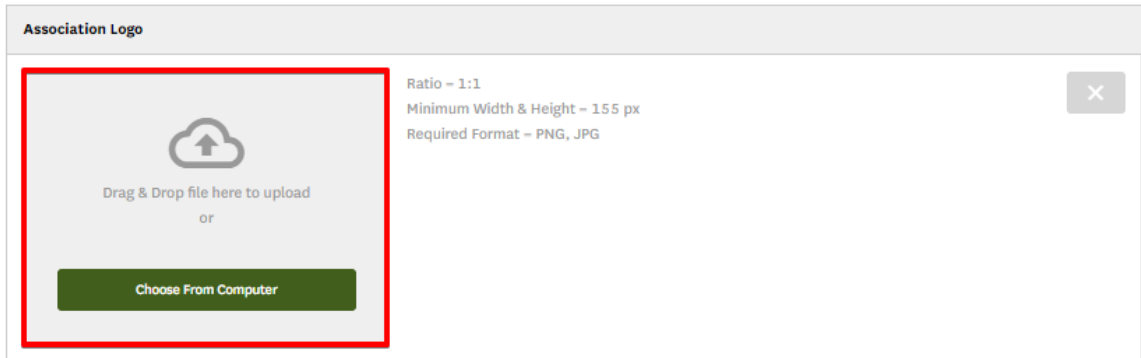 Association Logo
Ratio – 1:1
Minimum Width & Height – 155 px
Required Format – PNG, JPG
Drag & Drop file here to upload
or
Choose From Computer